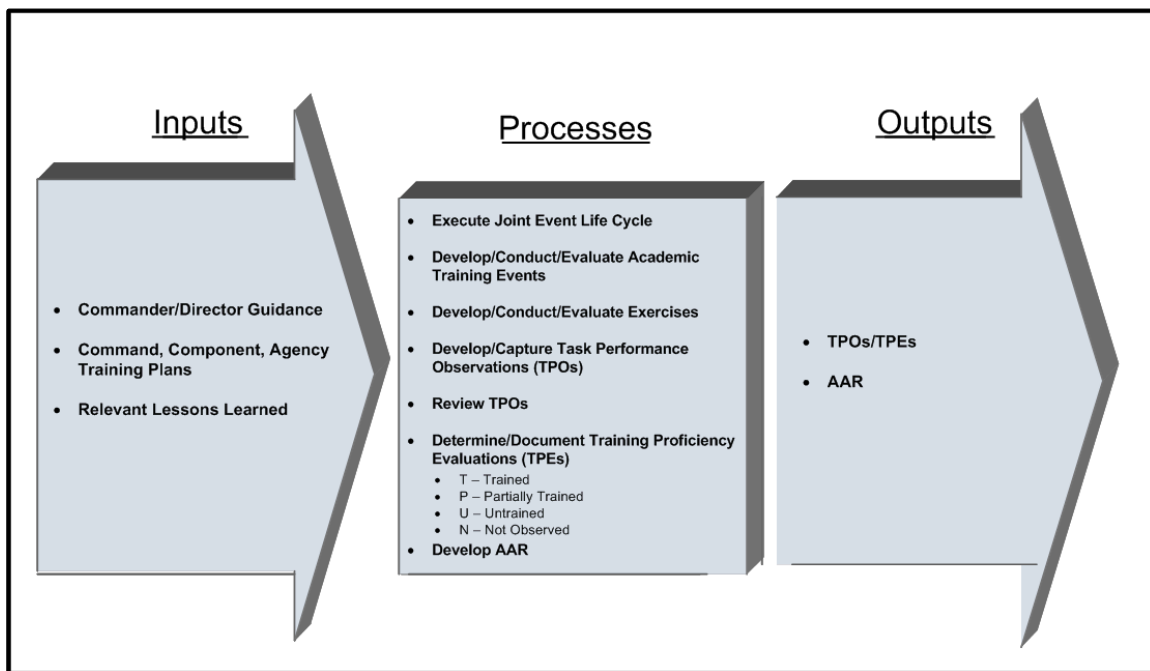 Inputs
Commander/Director Guidance
Command, Component, Agency
Training Plans
Relevant Lessons Learned
Processes
Execute Joint Event Life Cycle
Develop/Conduct/Evaluate Academic
Training Events
Develop/Conduct/Evaluate Exercises
Develop/Capture Task Performance
Observations (TPOs)
Review TPOs
Determine/Document Training Proficiency
Evaluations (TPEs)
T – Trained
P – Partially Trained
U – Untrained
N – Not Observed
Develop AAR
Outputs
TPOs/TPEs
AAR